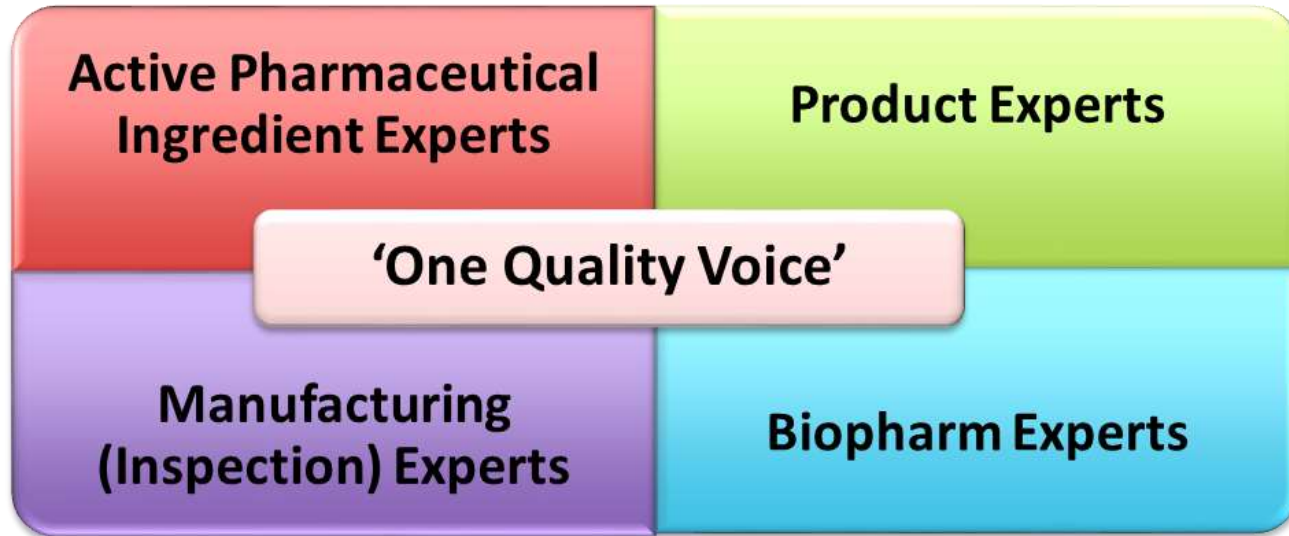 Active Pharmaceutical
Ingredient Experts
Product Experts
‘One Quality Voice’
Manufacturing
(Inspection) Experts
Biopharm Experts